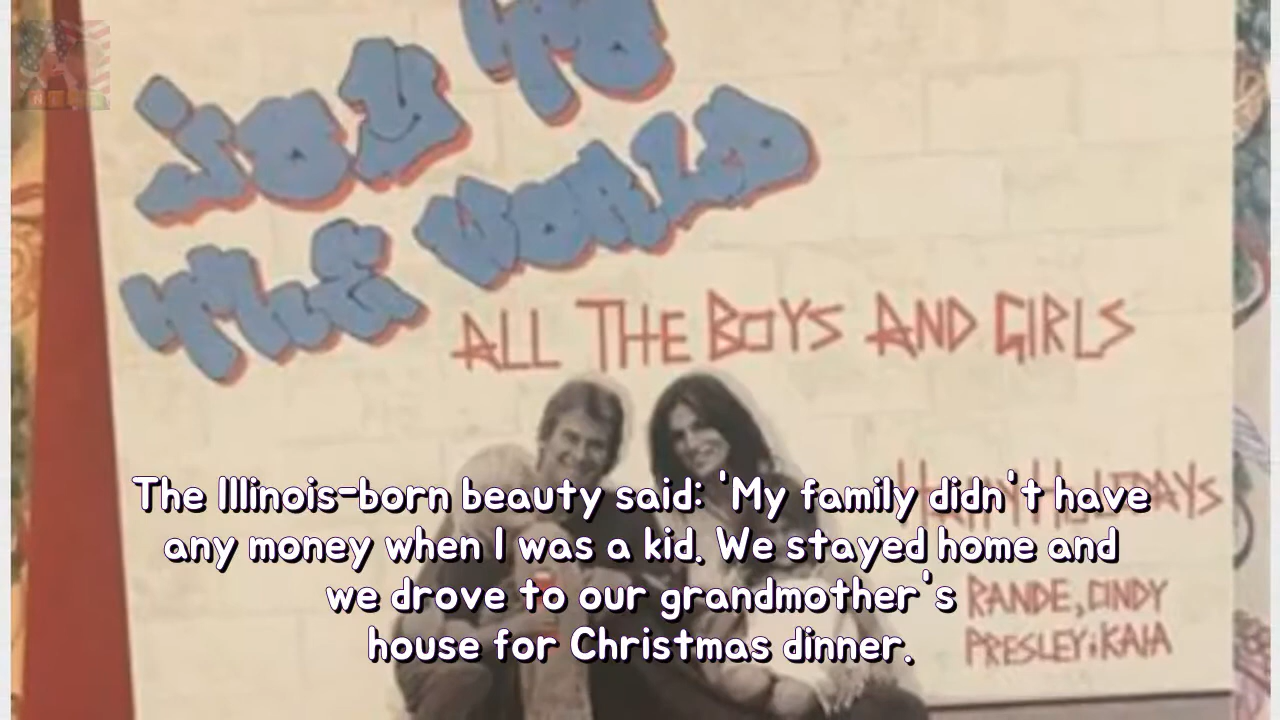 JOY TO
THE WORLD
ALL THE BOYS AND GIRLS
HAPPY HOLIDAYS
The Illinois-born beauty said: 'My family didn't have
any money when I was a kid. We stayed home and
we drove to our grandmother's
house for Christmas dinner.
RANDE, CINDY
PRESLEY & KAIA